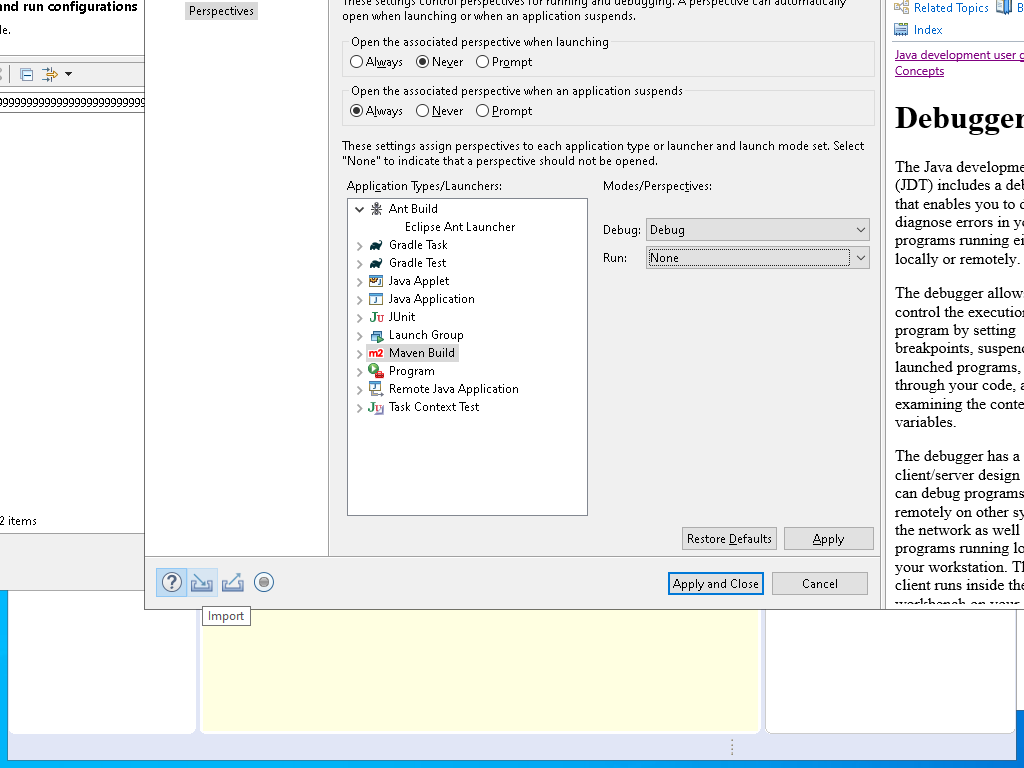 and run configurations
le.
2 items
Perspectives
These settings control perspectives for running and debugging. A perspective can automatically
open when launching or when an application suspends.
Open the associated perspective when launching
Always
Never
Prompt
Open the associated perspective when an application suspends
Always
Never
Prompt
These settings assign perspectives to each application type or launcher and launch mode set. Select
"None" to indicate that a perspective should not be opened.
Application Types/Launchers:
Ant Build
Eclipse Ant Launcher
Gradle Task
Gradle Test
Java Applet
Java Application
JUnit
Launch Group
Maven Build
Program
Remote Java Application
Task Context Test
Modes/Perspectives:
Debug: Debug
Run: None
Restore Defaults
Apply
Apply and Close
Cancel
Import
Related Topics B
Index
Java development user g
Concepts
Debugger
The Java developme
(JDT) includes a deb
that enables you to d
diagnose errors in yo
programs running ei
locally or remotely.
The debugger allows
control the execution
program by setting
breakpoints, suspend
launched programs,
through your code, a
examining the conte
variables.
The debugger has a
client/server design
can debug programs
remotely on other sy
the network as well
programs running lo
your workstation. Th
client runs inside the
workbench on your